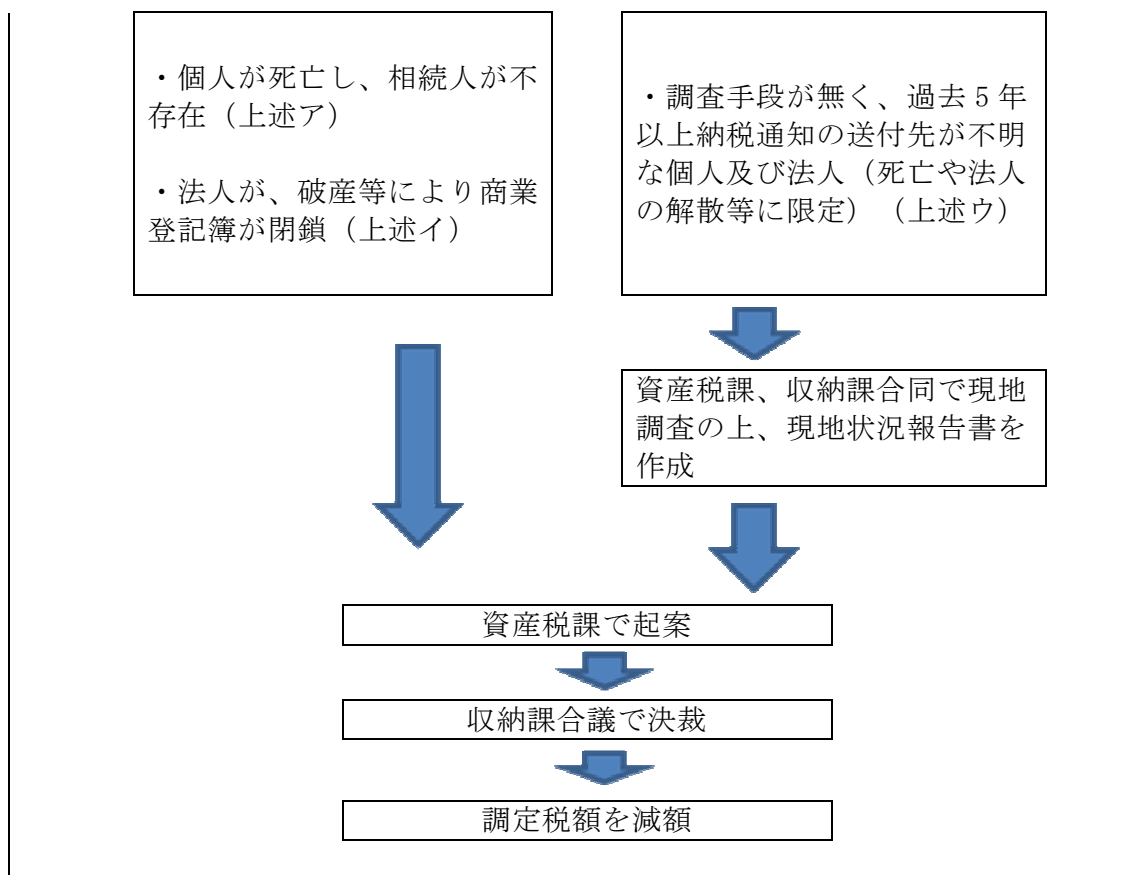 ・個人が死亡し、相続人が不
存在（上述ア）
・法人が、破産等により商業
登記簿が閉鎖（上述イ）
・調査手段が無く、過去５年
以上納税通知の送付先が不明
な個人及び法人（死亡や法人
の解散等に限定）（上述ウ）
資産税課、収納課合同で現地
調査の上、現地状況報告書を
作成
資産税課で起案
収納課合議で決裁
調定税額を減額